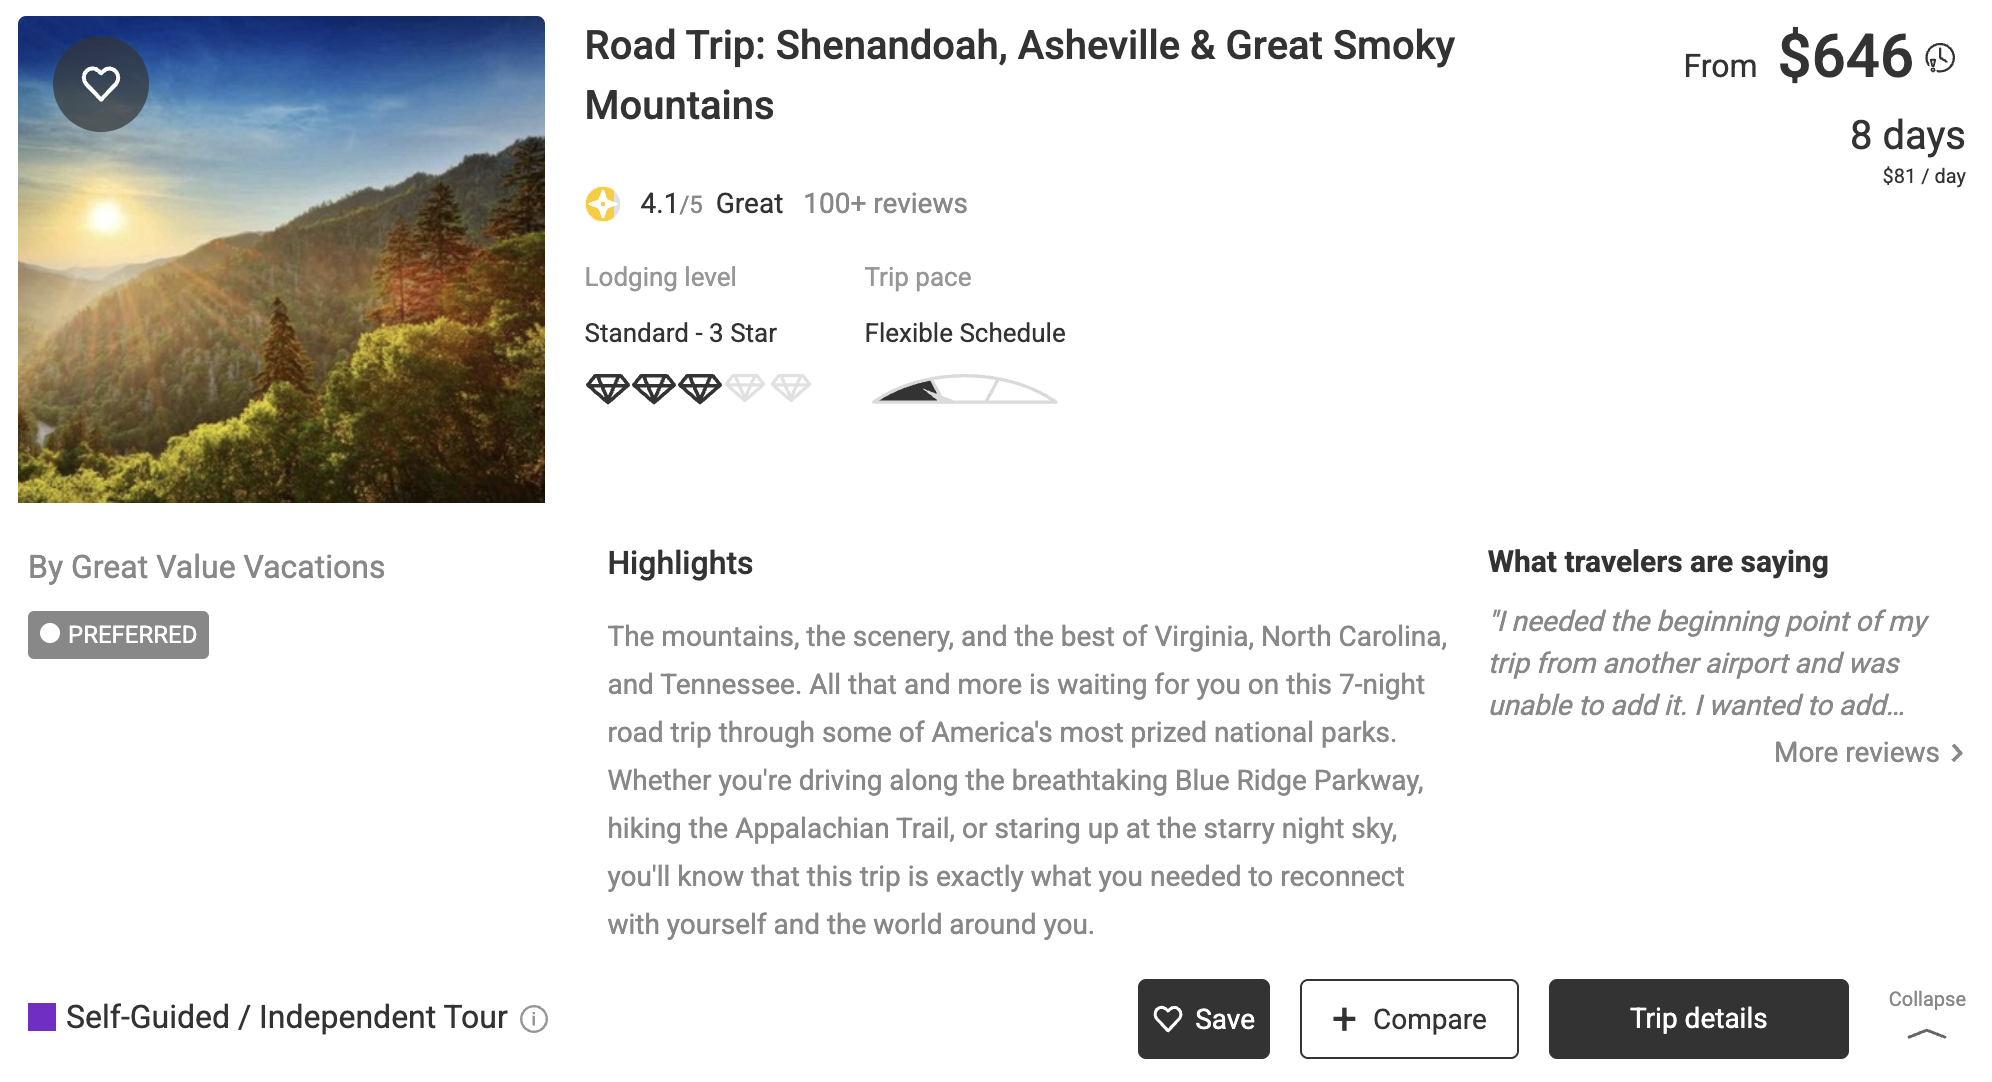 Road Trip: Shenandoah, Asheville & Great Smoky
Mountains
From $646
8 days
$81 / day
4.1/5 Great 100+ reviews
Lodging level
Trip pace
Standard - 3 Star
Flexible Schedule
By Great Value Vacations
PREFERRED
Highlights
The mountains, the scenery, and the best of Virginia, North Carolina,
and Tennessee. All that and more is waiting for you on this 7-night
road trip through some of America's most prized national parks.
Whether you're driving along the breathtaking Blue Ridge Parkway,
hiking the Appalachian Trail, or staring up at the starry night sky,
you'll know that this trip is exactly what you needed to reconnect
with yourself and the world around you.
What travelers are saying
"I needed the beginning point of my
trip from another airport and was
unable to add it. I wanted to add...
More reviews >
Self-Guided / Independent Tour
Save
+ Compare
Trip details
Collapse